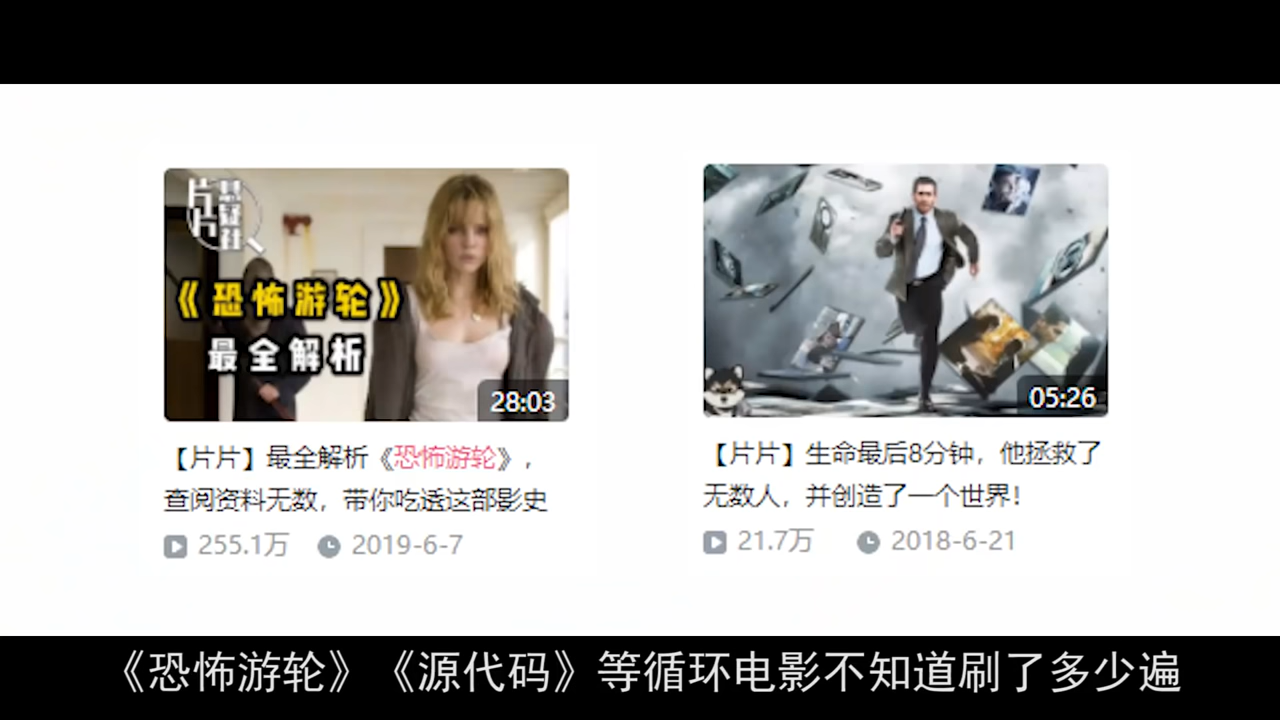 片片
悬疑社
《恐怖游轮》
最全解析
28:03
【片片】最全解析《恐怖游轮》，
查阅资料无数，带你吃透这部影史
255.1万 2019-6-7
05:26
【片片】生命最后8分钟，他拯救了
无数人，并创造了一个世界！
21.7万 2018-6-21
《恐怖游轮》《源代码》等循环电影不知道刷了多少遍